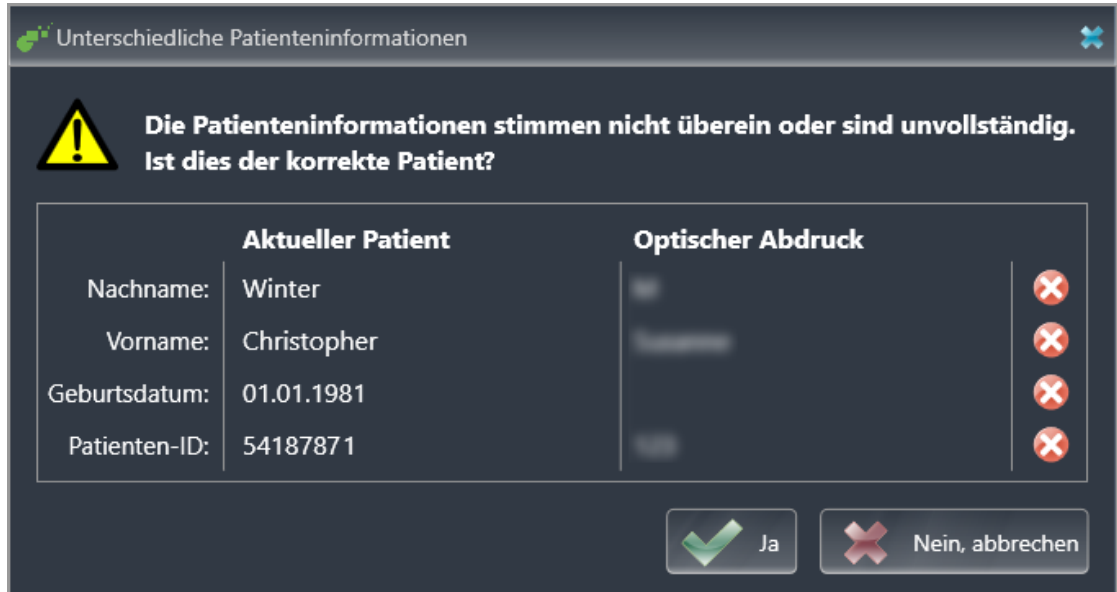 Unterschiedliche Patienteninformationen
Die Patienteninformationen stimmen nicht überein oder sind unvollständig.
Ist dies der korrekte Patient?
Aktueller Patient Optischer Abdruck
Nachname: Winter
Vorname: Christopher
Geburtsdatum: 01.01.1981
Patienten-ID: 54187871
Ja Nein, abbrechen